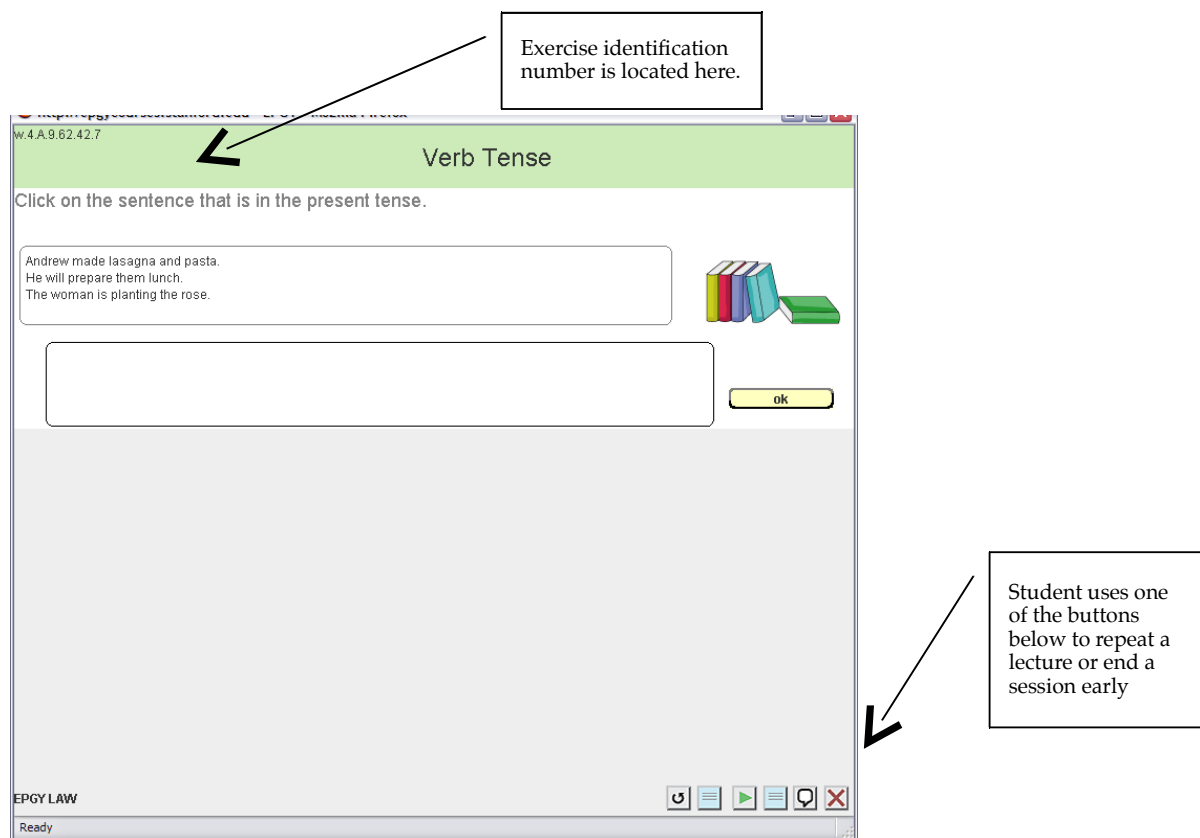 Exercise identification
number is located here.
w.4.A.9.62.42.7
Verb Tense
Click on the sentence that is in the present tense.
Andrew made lasagna and pasta.
He will prepare them lunch.
The woman is planting the rose.
ok
Student uses one
of the buttons
below to repeat a
lecture or end a
session early
EPGY LAW
Ready